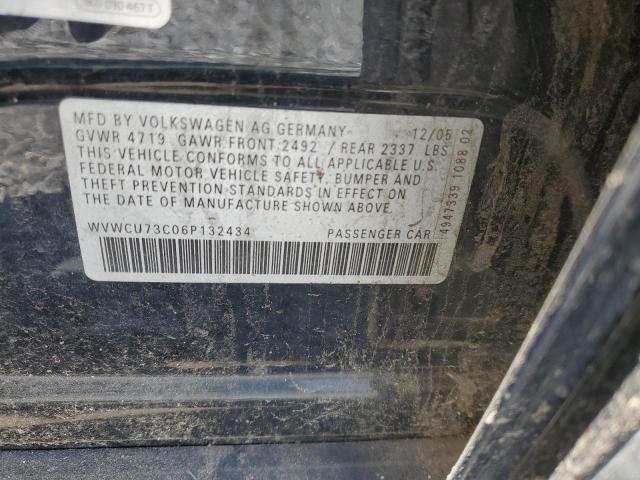 MFD BY VOLKSWAGEN AG GERMANY 12/05
GVWR 4719 GAWR FRONT 2492 / REAR 2337 LBS
THIS VEHICLE CONFORMS TO ALL APPLICABLE U.S.
FEDERAL MOTOR VEHICLE SAFETY, BUMPER AND
THEFT PREVENTION STANDARDS IN EFFECT ON
THE DATE OF MANUFACTURE SHOWN ABOVE.
WVWCU73C06P132434 PASSENGER CAR
4947339 1088 02